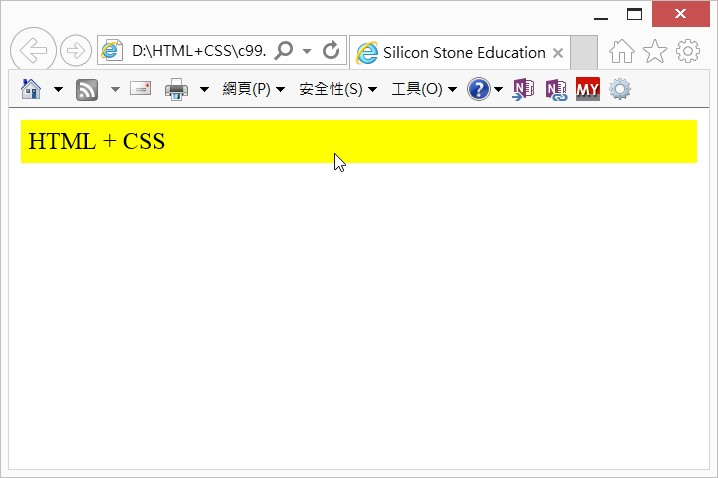 D:\HTML+CSS\c99.
Silicon Stone Education
網頁(P) 安全性(S) 工具(O) ? N N MY
HTML + CSS